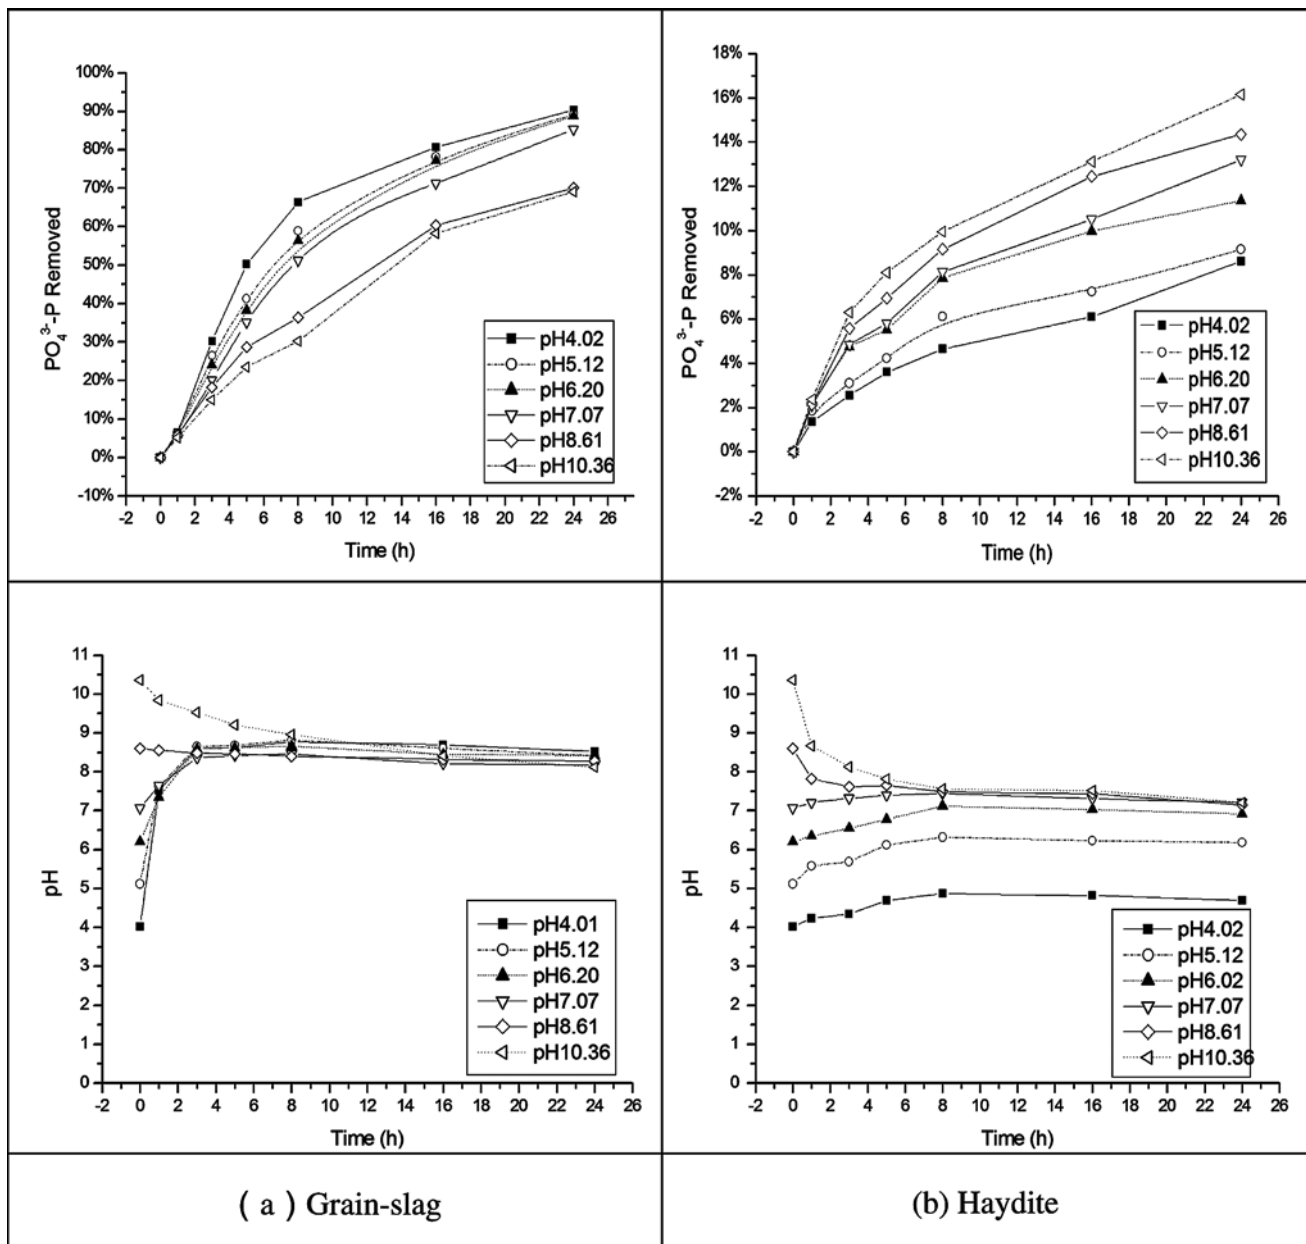 100%
90%
80%
70%
60%
50%
40%
30%
20%
10%
0%
-10%
PO₄³⁻-P Removed
-2 0 2 4 6 8 10 12 14 16 18 20 22 24 26
Time (h)
pH4.02
pH5.12
pH6.20
pH7.07
pH8.61
pH10.36
18%
16%
14%
12%
10%
8%
6%
4%
2%
0%
-2%
PO₄³⁻-P Removed
-2 0 2 4 6 8 10 12 14 16 18 20 22 24 26
Time (h)
pH4.02
pH5.12
pH6.20
pH7.07
pH8.61
pH10.36
11
10
9
8
7
6
5
4
3
2
1
0
pH
-2 0 2 4 6 8 10 12 14 16 18 20 22 24 26
Time (h)
pH4.01
pH5.12
pH6.20
pH7.07
pH8.61
pH10.36
11
10
9
8
7
6
5
4
3
2
1
0
pH
-2 0 2 4 6 8 10 12 14 16 18 20 22 24 26
Time (h)
pH4.02
pH5.12
pH6.02
pH7.07
pH8.61
pH10.36
( a ) Grain-slag
(b) Haydite